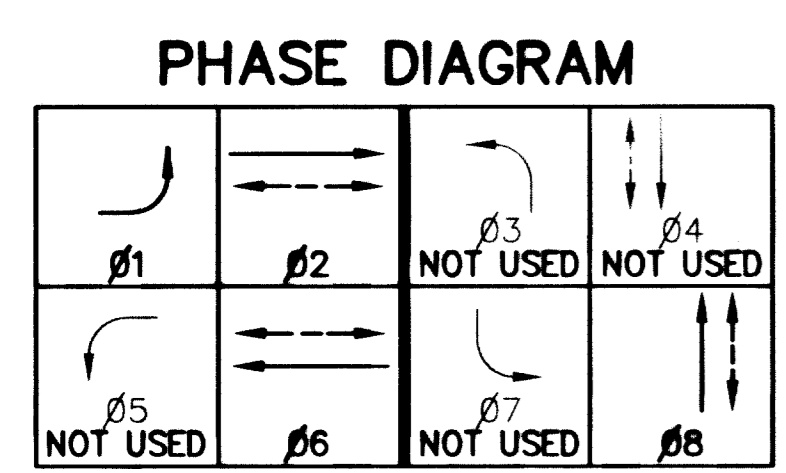 PHASE DIAGRAM
Ø1
Ø2
Ø3
NOT USED
Ø4
NOT USED
Ø5
NOT USED
Ø6
Ø7
NOT USED
Ø8